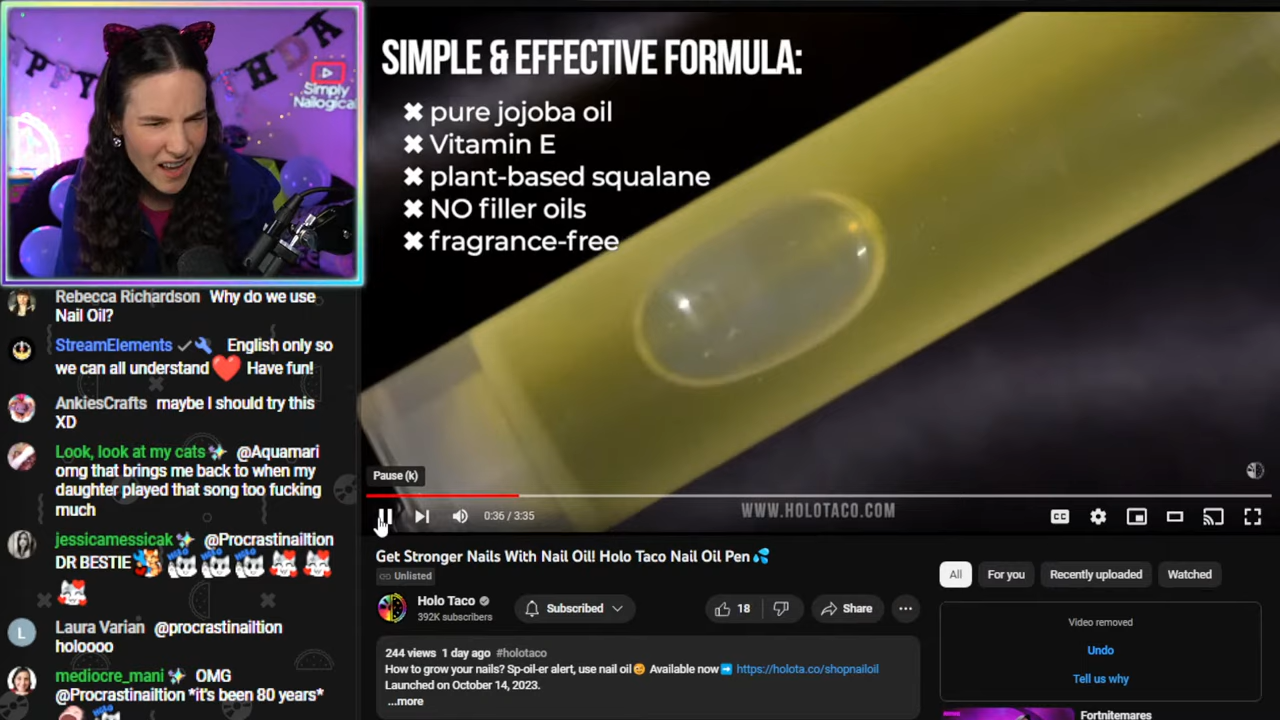 Simply
Nailogical
SIMPLE & EFFECTIVE FORMULA:
✖ pure jojoba oil
✖ Vitamin E
✖ plant-based squalane
✖ NO filler oils
✖ fragrance-free
Rebecca Richardson Why do we use
Nail Oil?
StreamElements English only so
we can all understand ❤️ Have fun!
AnkiesCrafts maybe I should try this
XD
Look, look at my cats✨ @Aquamari
omg that brings me back to when my
daughter played that song too fucking
much
jessicamessicak✨ @Procrastinailtion
DR BESTIE
Laura Varian @procrastinailtion
holoooo
mediocre_mani✨ OMG
@Procrastinailtion *it's been 80 years*
Pause (k)
0:36 / 3:35
WWW.HOLOTACO.COM
CC
Get Stronger Nails With Nail Oil! Holo Taco Nail Oil Pen 💦
Unlisted
Holo Taco
392K subscribers
Subscribed
18
Share
244 views 1 day ago #holotaco
How to grow your nails? Sp-oil-er alert, use nail oil🫡 Available now➡️ https://holota.co/shopnailoil
Launched on October 14, 2023.
...more
All
For you
Recently uploaded
Watched
Video removed
Undo
Tell us why
Fortnitemares